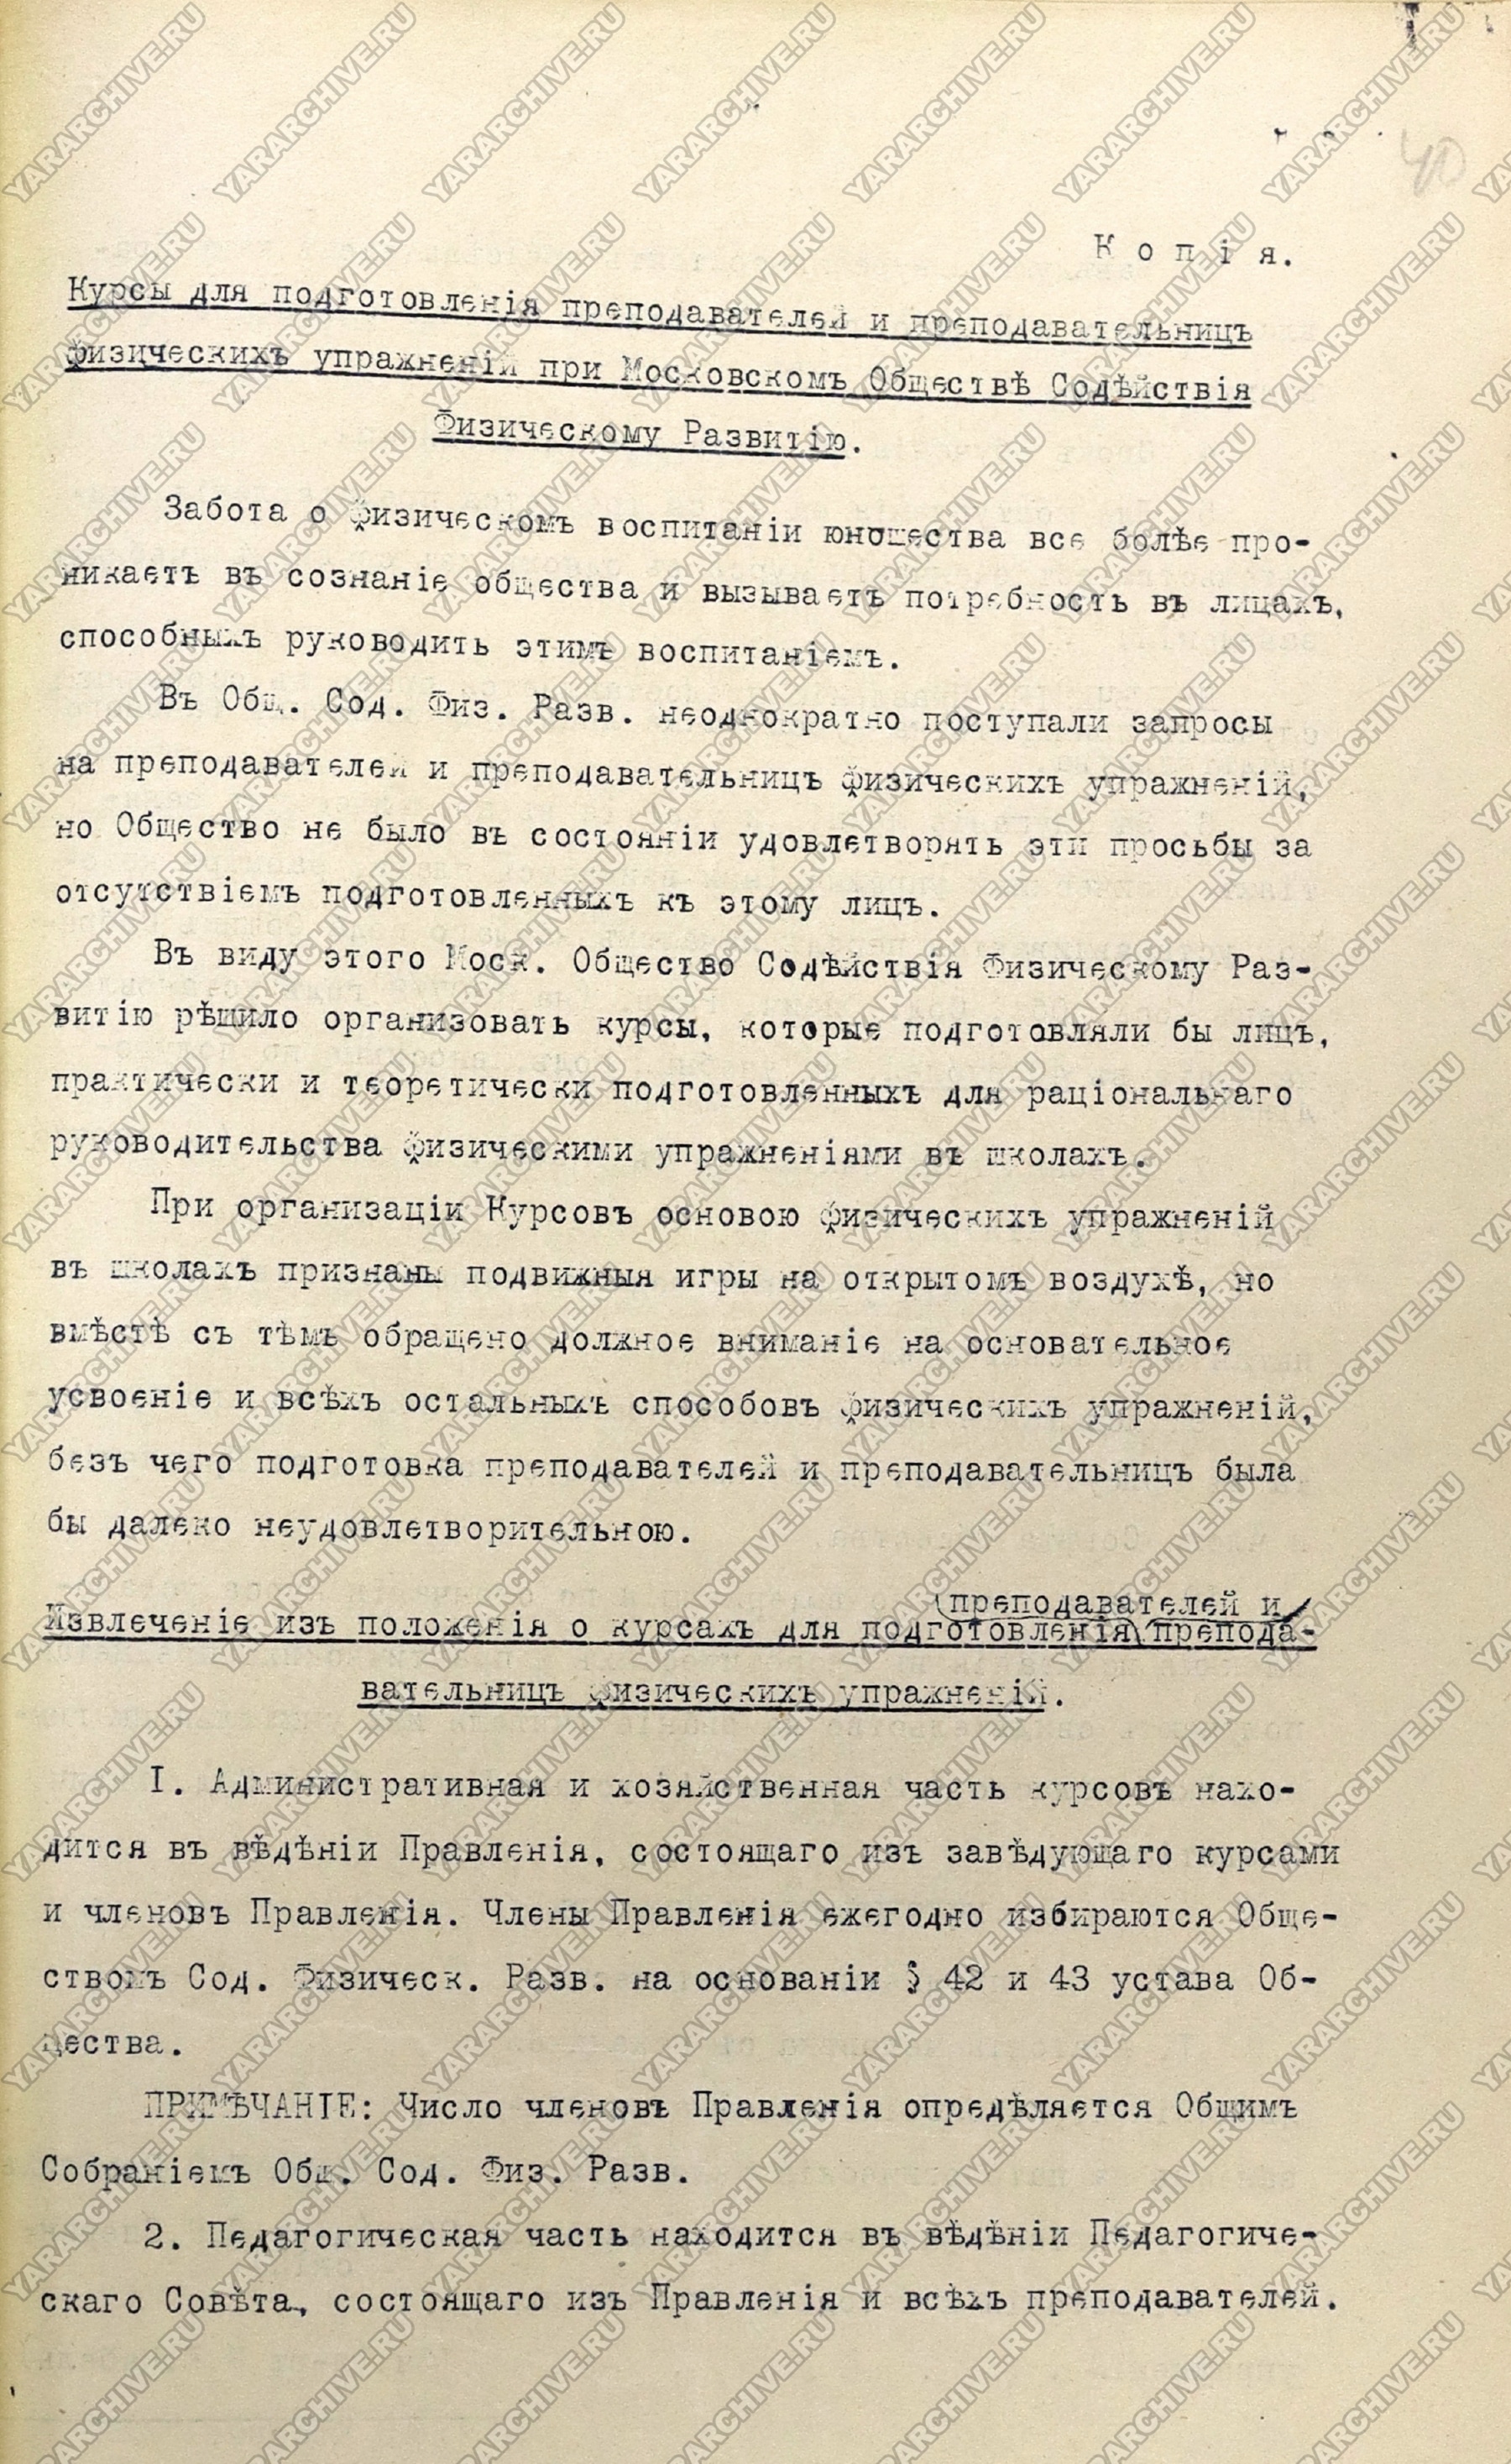 40
К о п і я.
Курсы для подготовленія преподавателей и преподавательницъ
физическихъ упражненій при Московскомъ Обществѣ Содѣйствія
Физическому Развитію.
Забота о физическомъ воспитаніи юношества все болѣе про-
никаетъ въ сознаніе общества и вызываетъ потребность въ лицахъ,
способныхъ руководить этимъ воспитаніемъ.
Въ Общ. Сод. Физ. Разв. неоднократно поступали запросы
на преподавателей и преподавательницъ физическихъ упражненій,
но Общество не было въ состояніи удовлетворять эти просьбы за
отсутствіемъ подготовленныхъ къ этому лицъ.
Въ виду этого Моск. Общество Содѣйствія Физическому Раз-
витію рѣшило организовать курсы, которые подготовляли бы лицъ,
практически и теоретически подготовленныхъ для раціональнаго
руководительства физическими упражненіями въ школахъ.
При организаціи Курсовъ основою физическихъ упражненій
въ школахъ признаны подвижныя игры на открытомъ воздухѣ, но
вмѣстѣ съ тѣмъ обращено должное вниманіе на основательное
усвоеніе и всѣхъ остальныхъ способовъ физическихъ упражненій,
безъ чего подготовка преподавателей и преподавательницъ была
бы далеко неудовлетворительною.
преподавателей и
Извлеченіе изъ положенія о курсахъ для подготовленія препода-
вательницъ физическихъ упражненій.
I. Административная и хозяйственная часть курсовъ нахо-
дится въ вѣдѣніи Правленія, состоящаго изъ завѣдующаго курсами
и членовъ Правленія. Члены Правленія ежегодно избираются Обще-
ствомъ Сод. Физическ. Разв. на основаніи § 42 и 43 устава Об-
щества.
ПРИМѢЧАНІЕ: Число членовъ Правленія опредѣляется Общимъ
Собраніемъ Общ. Сод. Физ. Разв.
2. Педагогическая часть находится въ вѣдѣніи Педагогиче-
скаго Совѣта, состоящаго изъ Правленія и всѣхъ преподавателей.
YARARCHIVE.RU